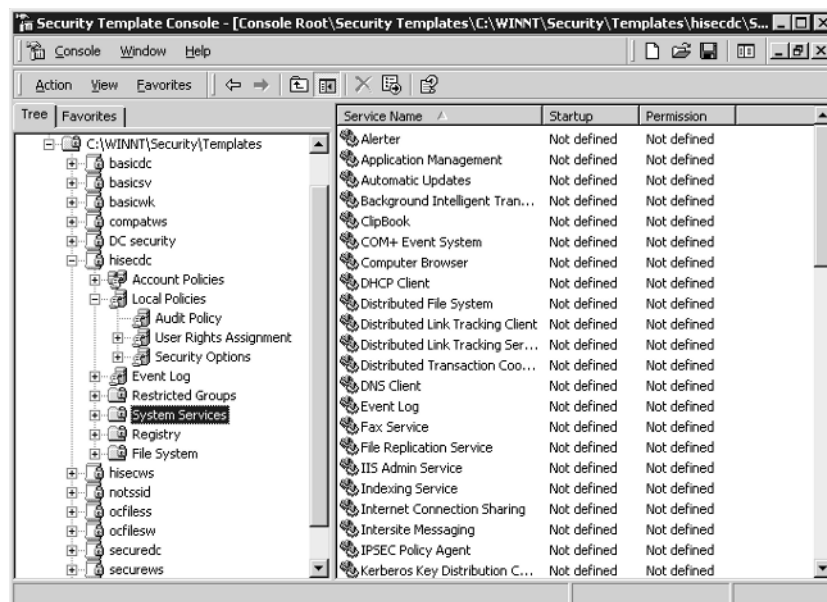 Security Template Console - [Console Root\Security Templates\C:\WINNT\Security\Templates\hisecdc\S...
Console Window Help
Action View Favorites
Tree Favorites
C:\WINNT\Security\Templates
basicdc
basicsv
basicwk
compatws
DC security
hisecdc
Account Policies
Local Policies
Audit Policy
User Rights Assignment
Security Options
Event Log
Restricted Groups
System Services
Registry
File System
hisecws
notssid
ocfiless
ocfilesw
securedc
securews
Service Name Startup Permission
Alerter Not defined Not defined
Application Management Not defined Not defined
Automatic Updates Not defined Not defined
Background Intelligent Tran... Not defined Not defined
ClipBook Not defined Not defined
COM+ Event System Not defined Not defined
Computer Browser Not defined Not defined
DHCP Client Not defined Not defined
Distributed File System Not defined Not defined
Distributed Link Tracking Client Not defined Not defined
Distributed Link Tracking Ser... Not defined Not defined
Distributed Transaction Coo... Not defined Not defined
DNS Client Not defined Not defined
Event Log Not defined Not defined
Fax Service Not defined Not defined
File Replication Service Not defined Not defined
IIS Admin Service Not defined Not defined
Indexing Service Not defined Not defined
Internet Connection Sharing Not defined Not defined
Intersite Messaging Not defined Not defined
IPSEC Policy Agent Not defined Not defined
Kerberos Key Distribution C... Not defined Not defined